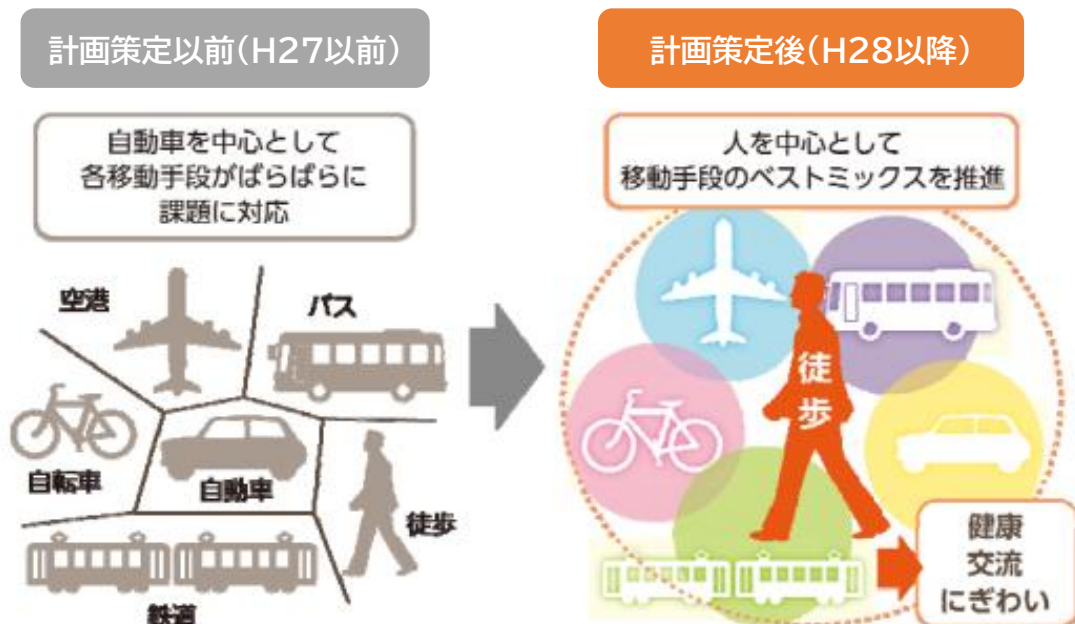 計画策定以前(H27以前)
自動車を中心として
各移動手段がばらばらに
課題に対応
空港
バス
自転車
自動車
徒歩
鉄道
計画策定後(H28以降)
人を中心として
移動手段のベストミックスを推進
徒歩
健康
交流
にぎわい